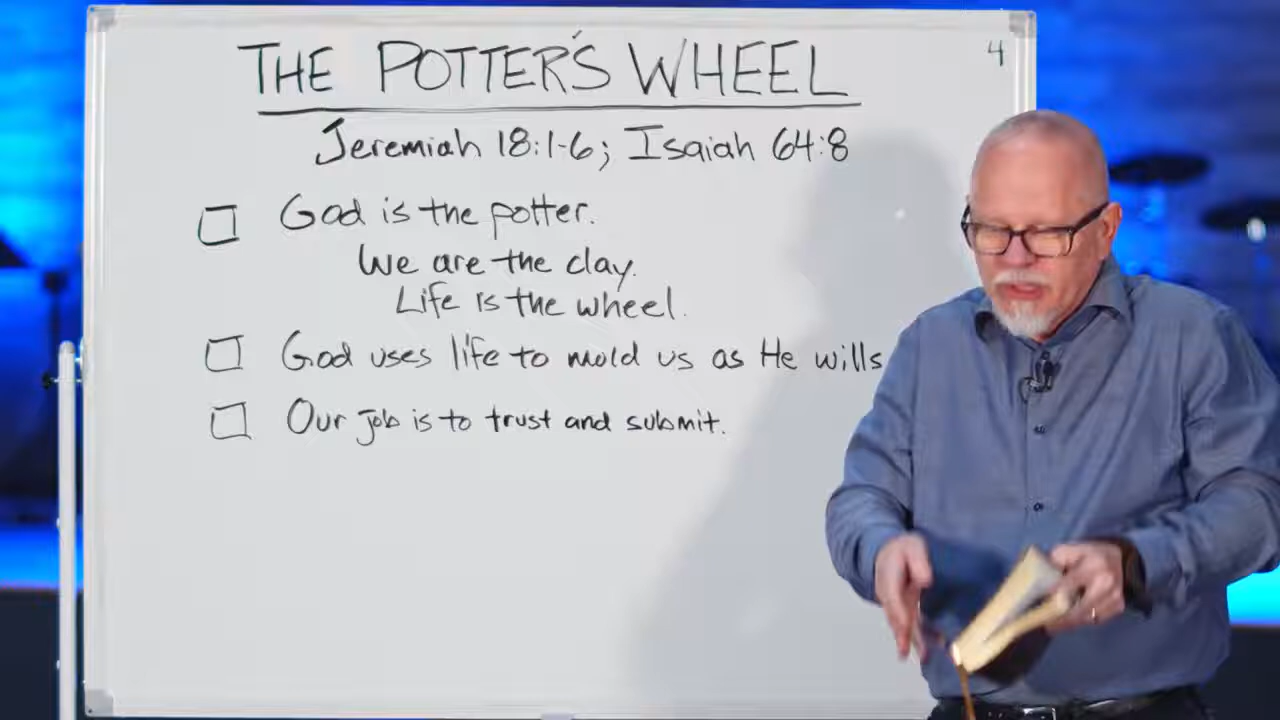 THE POTTER'S WHEEL
4
Jeremiah 18:1-6; Isaiah 64:8
God is the potter.
We are the clay.
Life is the wheel.
God uses life to mold us as He wills
Our job is to trust and submit.